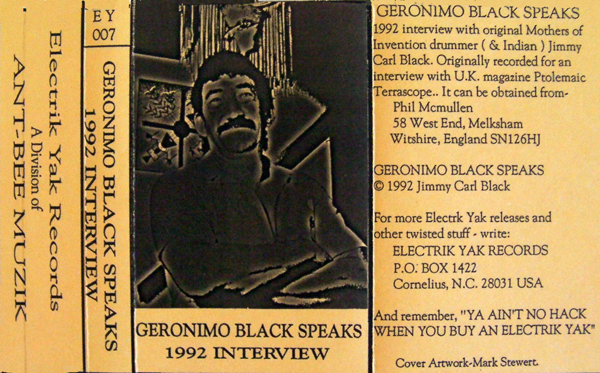 Electrik Yak Records
A Division of
ANT-BEE MUZIK
EY
007
GERONIMO BLACK SPEAKS
1992 INTERVIEW
GERONIMO BLACK SPEAKS
1992 INTERVIEW
GERONIMO BLACK SPEAKS
1992 interview with original Mothers of
Invention drummer ( & Indian ) Jimmy
Carl Black. Originally recorded for an
interview with U.K. magazine Ptolemaic
Terrascope.. It can be obtained from-
Phil Mcmullen
58 West End, Melksham
Witshire, England SN126HJ
GERONIMO BLACK SPEAKS
© 1992 Jimmy Carl Black
For more Electrk Yak releases and
other twisted stuff - write:
ELECTRIK YAK RECORDS
P.O. BOX 1422
Cornelius, N.C. 28031 USA
And remember, "YA AIN'T NO HACK
WHEN YOU BUY AN ELECTRIK YAK"
Cover Artwork-Mark Stewert.